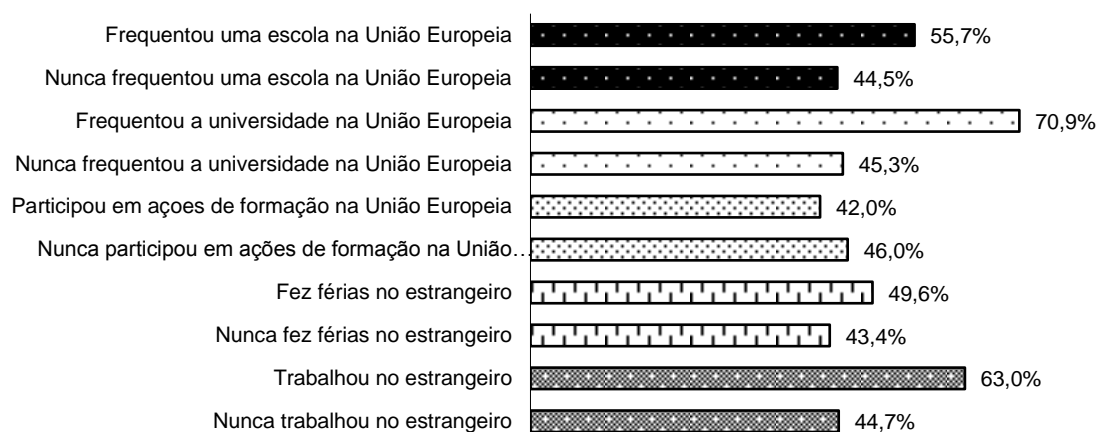 Frequentou uma escola na União Europeia 55,7%
Nunca frequentou uma escola na União Europeia 44,5%
Frequentou a universidade na União Europeia 70,9%
Nunca frequentou a universidade na União Europeia 45,3%
Participou em açoes de formação na União Europeia 42,0%
Nunca participou em ações de formação na União… 46,0%
Fez férias no estrangeiro 49,6%
Nunca fez férias no estrangeiro 43,4%
Trabalhou no estrangeiro 63,0%
Nunca trabalhou no estrangeiro 44,7%